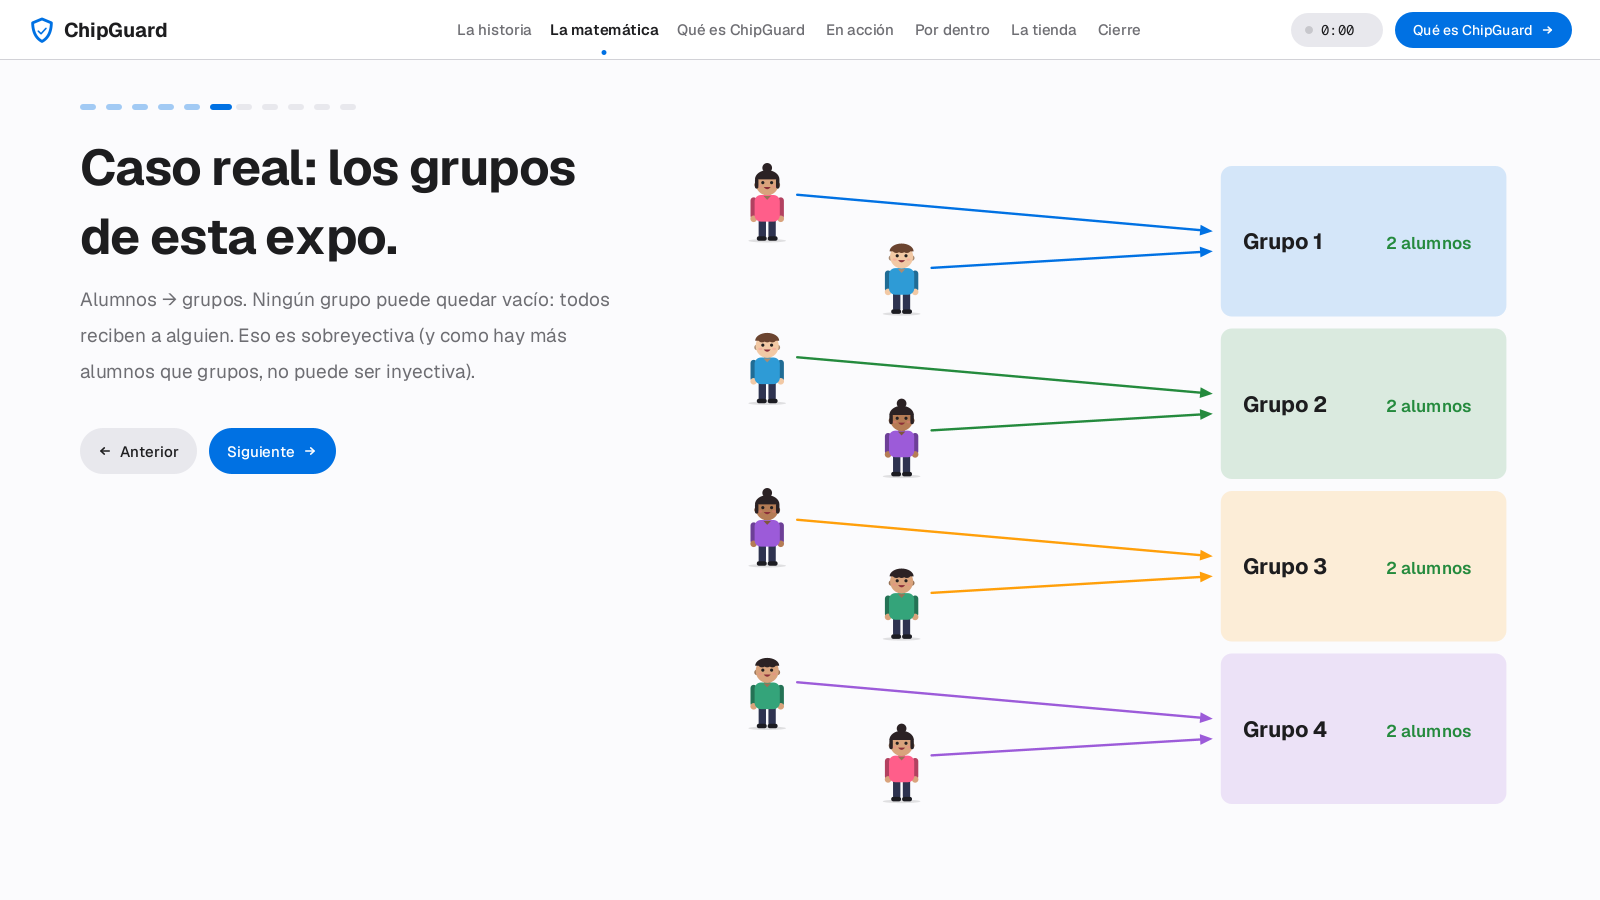 ChipGuard
La historia
La matemática
Qué es ChipGuard
En acción
Por dentro
La tienda
Cierre
0:00
Qué es ChipGuard →
Caso real: los grupos
de esta expo.
Alumnos → grupos. Ningún grupo puede quedar vacío: todos
reciben a alguien. Eso es sobreyectiva (y como hay más
alumnos que grupos, no puede ser inyectiva).
← Anterior
Siguiente →
Grupo 1 2 alumnos
Grupo 2 2 alumnos
Grupo 3 2 alumnos
Grupo 4 2 alumnos